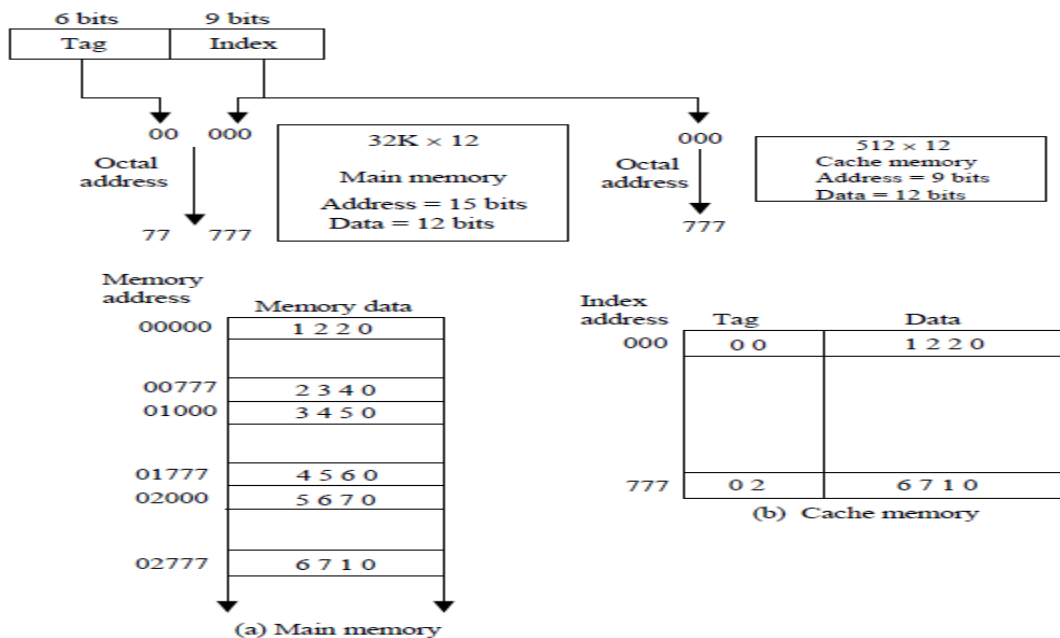 6 bits 9 bits
Tag Index
00 000
Octal
address
77 777
32K × 12
Main memory
Address = 15 bits
Data = 12 bits
000
Octal
address
777
512 × 12
Cache memory
Address = 9 bits
Data = 12 bits
Memory
address
Memory data
00000 1 2 2 0
00777 2 3 4 0
01000 3 4 5 0
01777 4 5 6 0
02000 5 6 7 0
02777 6 7 1 0
(a) Main memory
Index
address
Tag Data
000 0 0 1 2 2 0
777 0 2 6 7 1 0
(b) Cache memory